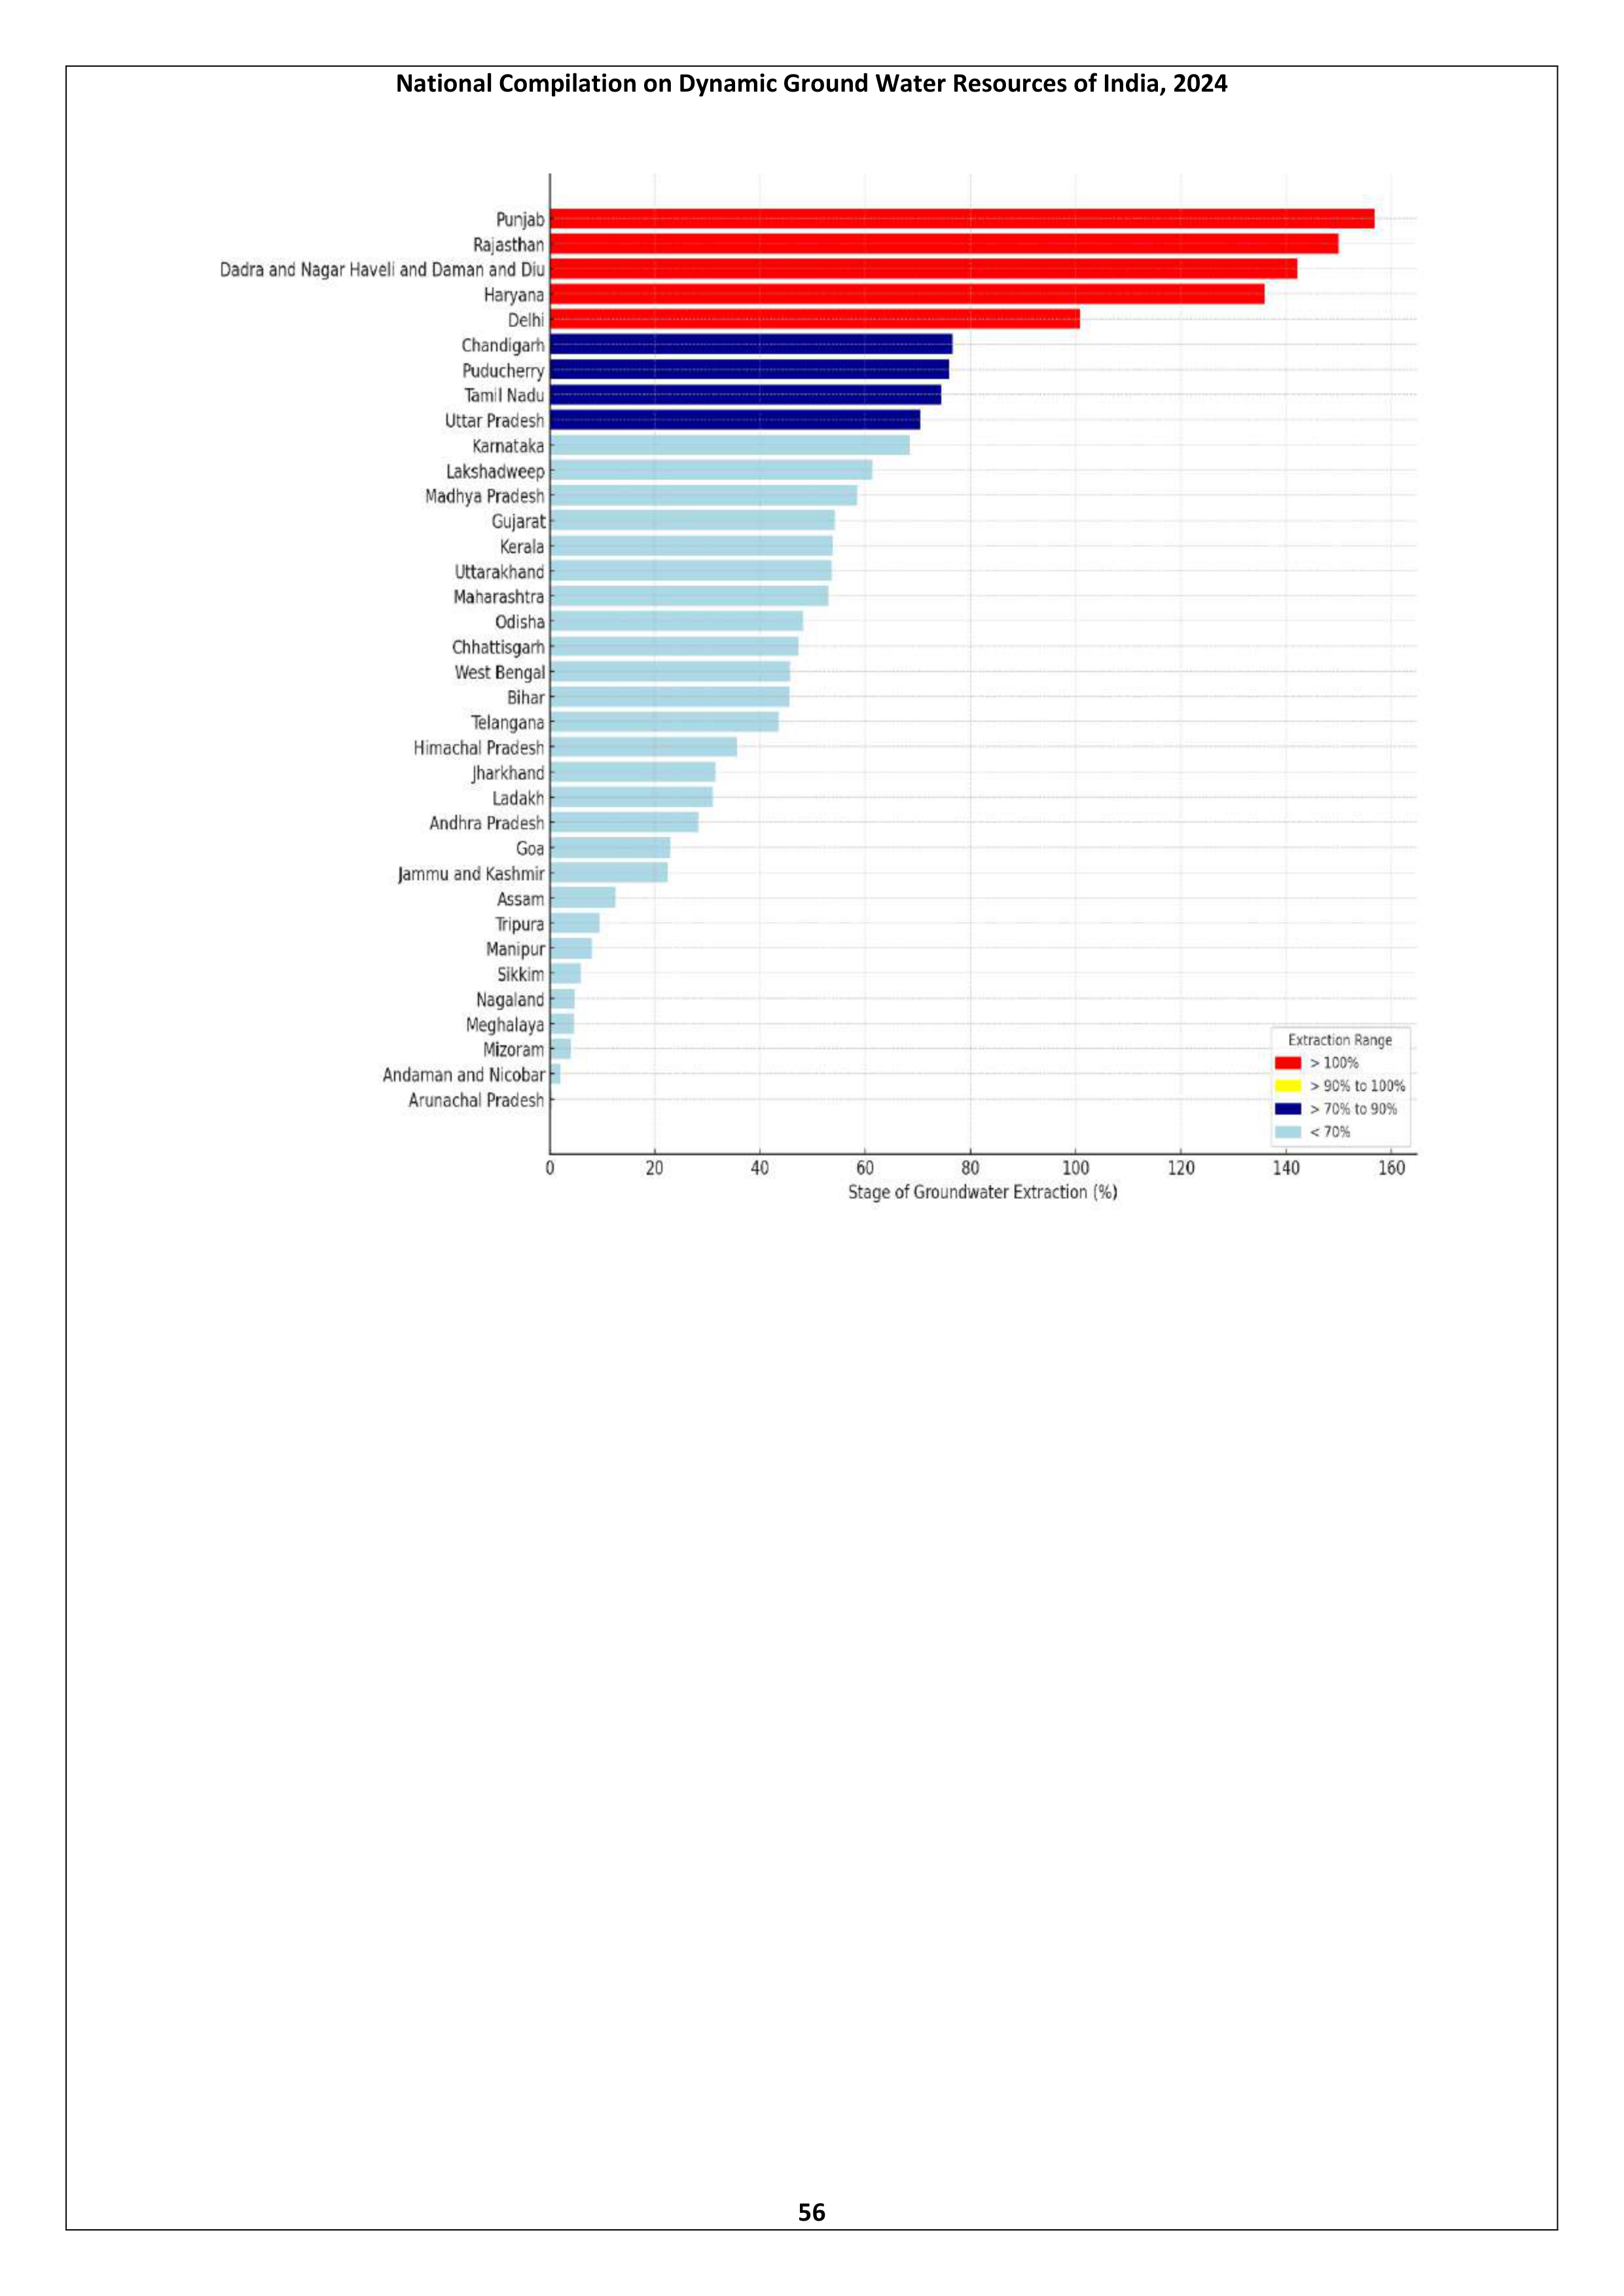 National Compilation on Dynamic Ground Water Resources of India, 2024
Punjab
Rajasthan
Dadra and Nagar Haveli and Daman and Diu
Haryana
Delhi
Chandigarh
Puducherry
Tamil Nadu
Uttar Pradesh
Karnataka
Lakshadweep
Madhya Pradesh
Gujarat
Kerala
Uttarakhand
Maharashtra
Odisha
Chhattisgarh
West Bengal
Bihar
Telangana
Himachal Pradesh
Jharkhand
Ladakh
Andhra Pradesh
Goa
Jammu and Kashmir
Assam
Tripura
Manipur
Sikkim
Nagaland
Meghalaya
Mizoram
Andaman and Nicobar
Arunachal Pradesh
Extraction Range
> 100%
> 90% to 100%
> 70% to 90%
< 70%
0 20 40 60 80 100 120 140 160
Stage of Groundwater Extraction (%)
56